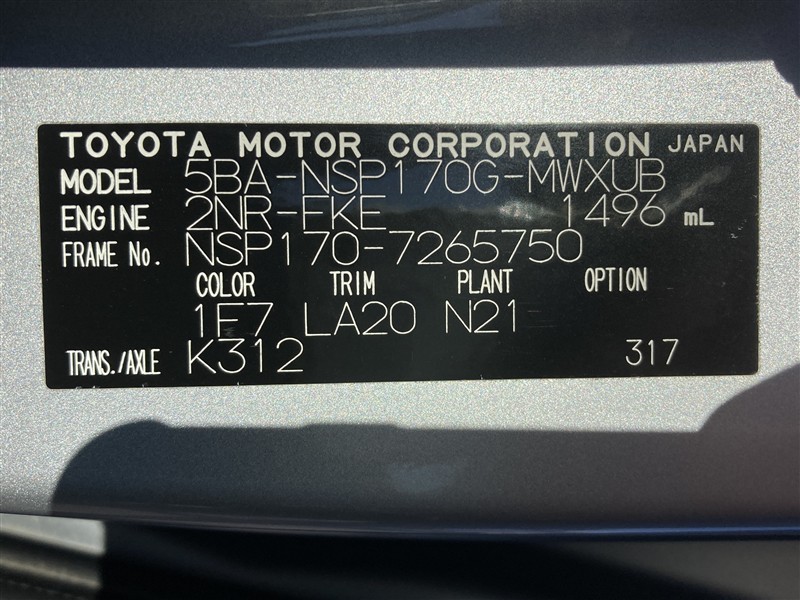 TOYOTA MOTOR CORPORATION JAPAN
MODEL 5BA-NSP170G-MWXUB
ENGINE 2NR-FKE 1496 mL
FRAME No. NSP170-7265750
COLOR TRIM PLANT OPTION
1F7 LA20 N21
TRANS./AXLE K312 317